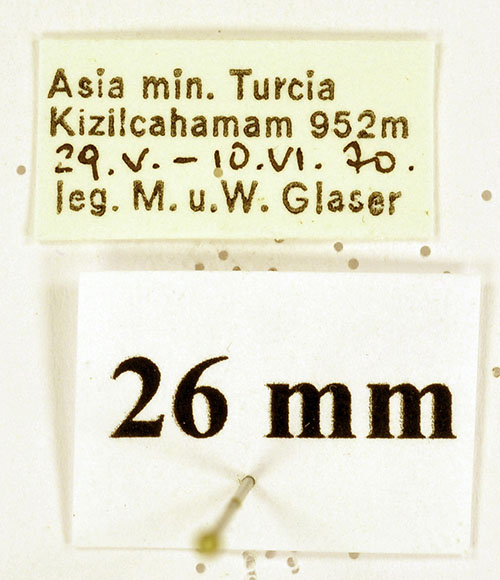 Asia min. Turcia
Kizilcahamam 952m
29.V. – 10.VI. 70.
leg. M. u. W. Glaser
26 mm